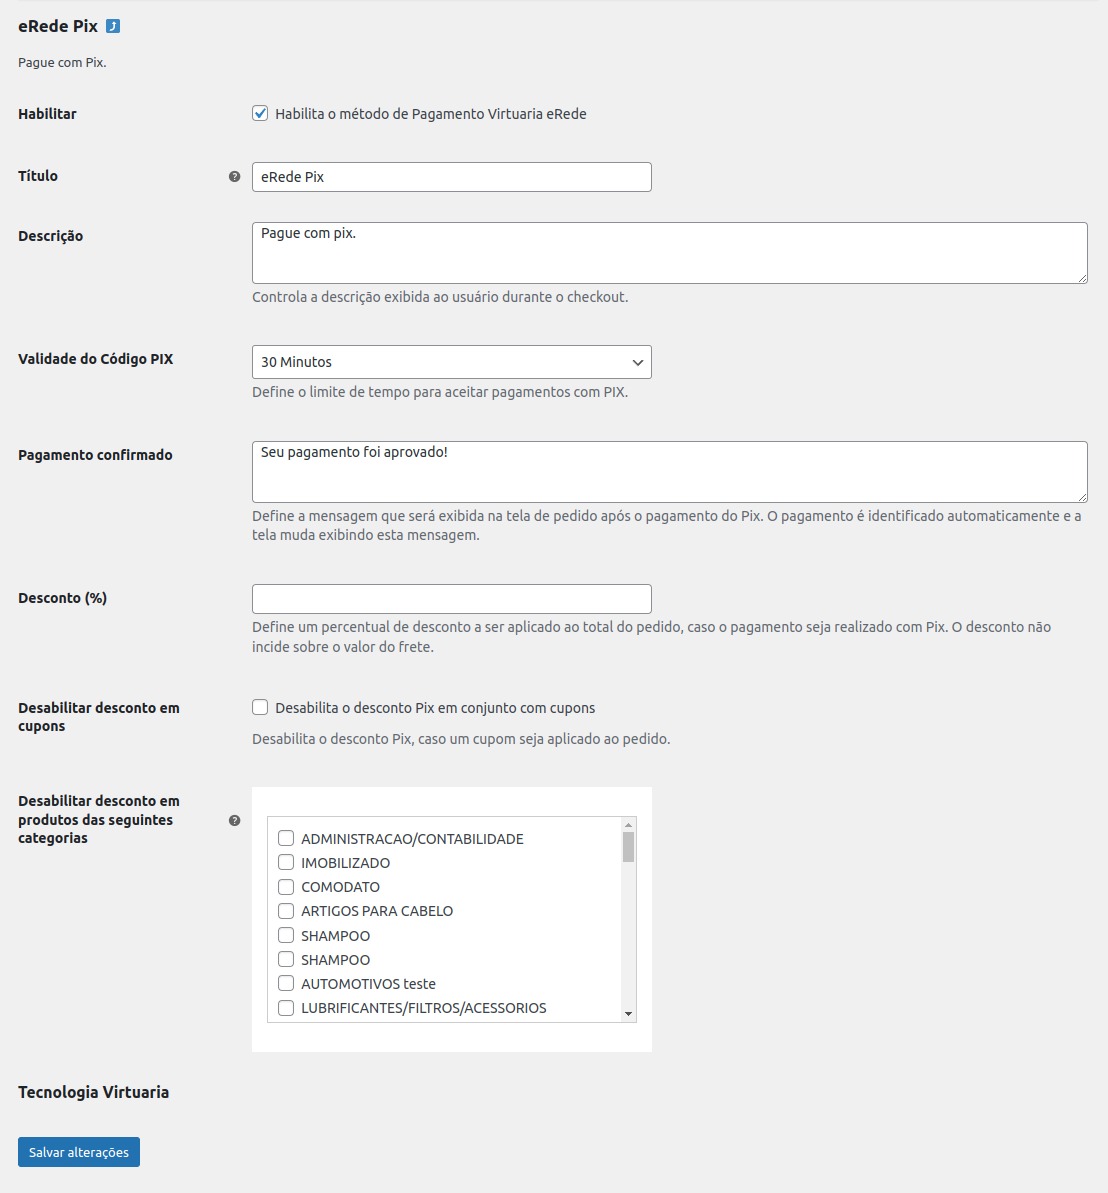 eRede Pix
Pague com Pix.
Habilitar
Habilita o método de Pagamento Virtuaria eRede
Título
eRede Pix
Descrição
Pague com pix.
Controla a descrição exibida ao usuário durante o checkout.
Validade do Código PIX
30 Minutos
Define o limite de tempo para aceitar pagamentos com PIX.
Pagamento confirmado
Seu pagamento foi aprovado!
Define a mensagem que será exibida na tela de pedido após o pagamento do Pix. O pagamento é identificado automaticamente e a
tela muda exibindo esta mensagem.
Desconto (%)
Define um percentual de desconto a ser aplicado ao total do pedido, caso o pagamento seja realizado com Pix. O desconto não
incide sobre o valor do frete.
Desabilitar desconto em
cupons
Desabilita o desconto Pix em conjunto com cupons
Desabilita o desconto Pix, caso um cupom seja aplicado ao pedido.
Desabilitar desconto em
produtos das seguintes
categorias
ADMINISTRACAO/CONTABILIDADE
IMOBILIZADO
COMODATO
ARTIGOS PARA CABELO
SHAMPOO
SHAMPOO
AUTOMOTIVOS teste
LUBRIFICANTES/FILTROS/ACESSORIOS
Tecnologia Virtuaria
Salvar alterações